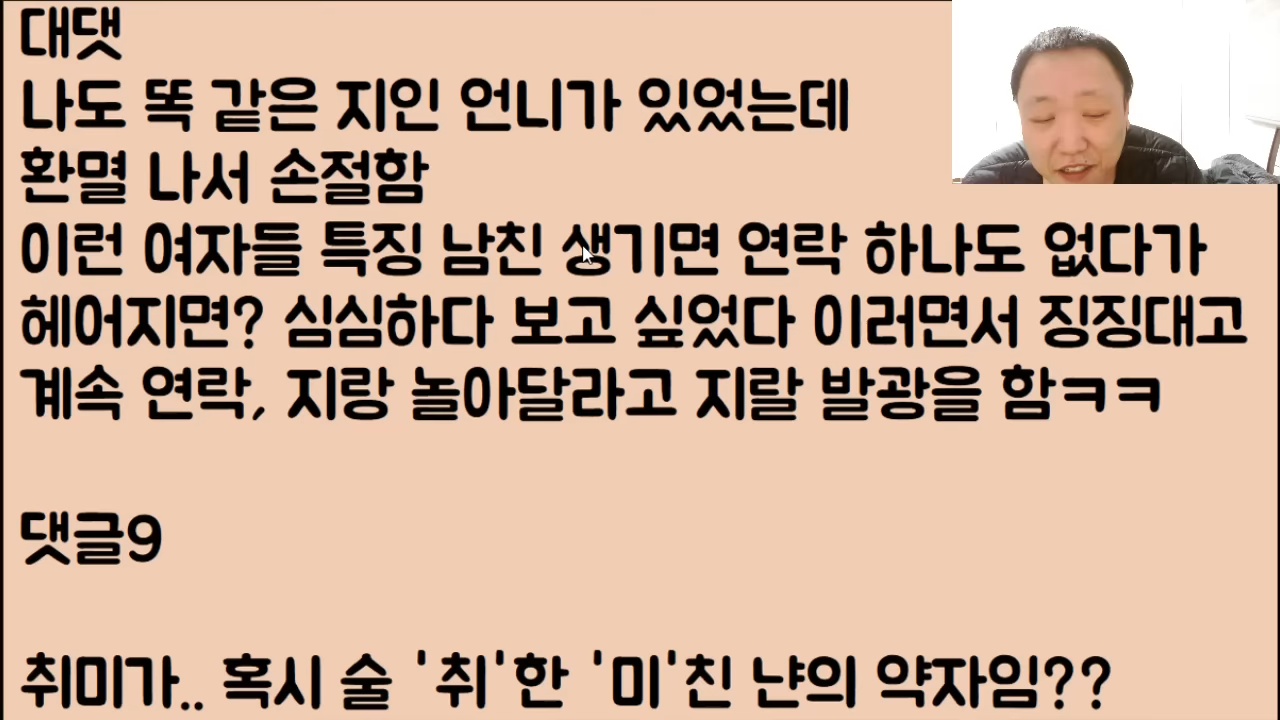 대댓
나도 똑 같은 지인 언니가 있었는데
환멸 나서 손절함
이런 여자들 특징 남친 생기면 연락 하나도 없다가
헤어지면? 심심하다 보고 싶었다 이러면서 징징대고
계속 연락, 지랑 놀아달라고 지랄 발광을 함ㅋㅋ
댓글9
취미가.. 혹시 술 '취'한 '미'친 냔의 약자임??